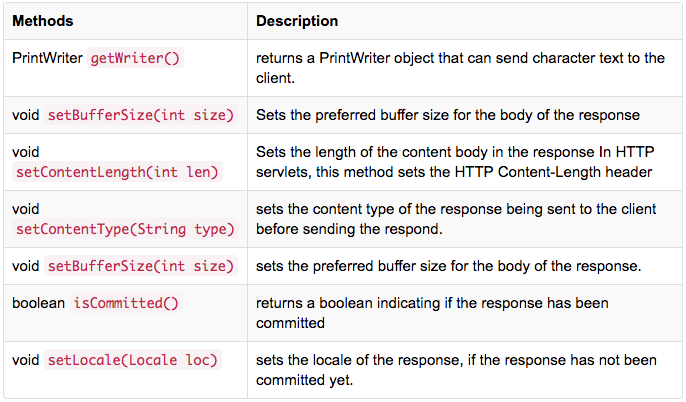 Methods Description
PrintWriter getWriter() returns a PrintWriter object that can send character text to the
client.
void setBufferSize(int size) Sets the preferred buffer size for the body of the response
void Sets the length of the content body in the response In HTTP
setContentLength(int len) servlets, this method sets the HTTP Content-Length header
void sets the content type of the response being sent to the client
setContentType(String type) before sending the respond.
void setBufferSize(int size) sets the preferred buffer size for the body of the response.
boolean isCommitted() returns a boolean indicating if the response has been
committed
void setLocale(Locale loc) sets the locale of the response, if the response has not been
committed yet.